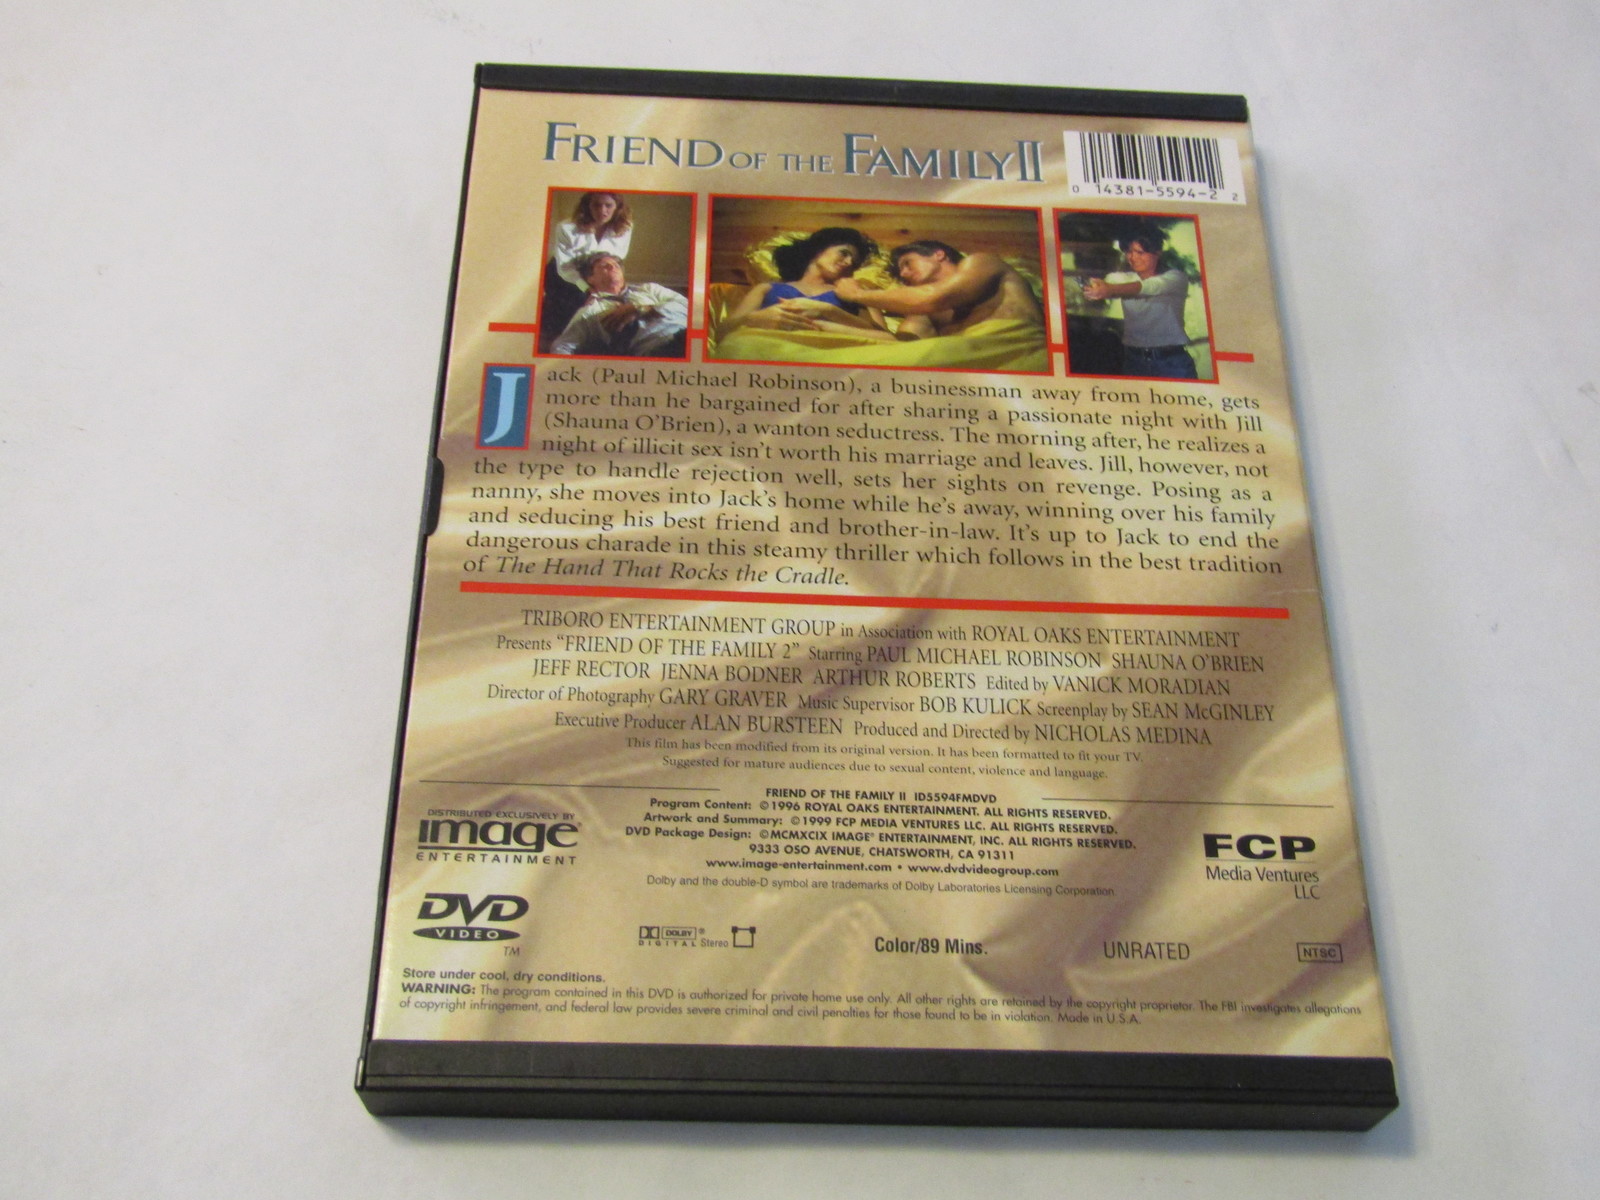 FRIEND OF THE FAMILY II
0 14381-5594-2 2
Jack (Paul Michael Robinson), a businessman away from home, gets
more than he bargained for after sharing a passionate night with Jill
(Shauna O'Brien), a wanton seductress. The morning after, he realizes a
night of illicit sex isn't worth his marriage and leaves. Jill, however, not
the type to handle rejection well, sets her sights on revenge. Posing as a
nanny, she moves into Jack's home while he's away, winning over his family
and seducing his best friend and brother-in-law. It's up to Jack to end the
dangerous charade in this steamy thriller which follows in the best tradition
of The Hand That Rocks the Cradle.
TRIBORO ENTERTAINMENT GROUP in Association with ROYAL OAKS ENTERTAINMENT
Presents "FRIEND OF THE FAMILY 2" Starring PAUL MICHAEL ROBINSON SHAUNA O'BRIEN
JEFF RECTOR JENNA BODNER ARTHUR ROBERTS Edited by VANICK MORADIAN
Director of Photography GARY GRAVER Music Supervisor BOB KULICK Screenplay by SEAN McGINLEY
Executive Producer ALAN BURSTEEN Produced and Directed by NICHOLAS MEDINA
This film has been modified from its original version. It has been formatted to fit your TV.
Suggested for mature audiences due to sexual content, violence and language.
FRIEND OF THE FAMILY II ID5594FMDVD
Program Content: ©1996 ROYAL OAKS ENTERTAINMENT. ALL RIGHTS RESERVED.
Artwork and Summary: ©1999 FCP MEDIA VENTURES LLC. ALL RIGHTS RESERVED.
DVD Package Design: ©MCMXCIX IMAGE® ENTERTAINMENT, INC. ALL RIGHTS RESERVED.
9333 OSO AVENUE, CHATSWORTH, CA 91311
www.image-entertainment.com • www.dvdvideogroup.com
Dolby and the double-D symbol are trademarks of Dolby Laboratories Licensing Corporation.
DISTRIBUTED EXCLUSIVELY BY
image®
ENTERTAINMENT
FCP
Media Ventures
LLC
DVD
VIDEO
TM
DOLBY®
DIGITAL Stereo
Color/89 Mins.
UNRATED
NTSC
Store under cool, dry conditions.
WARNING: The program contained in this DVD is authorized for private home use only. All other rights are retained by the copyright proprietor. The FBI investigates allegations
of copyright infringement, and federal law provides severe criminal and civil penalties for those found to be in violation. Made in U.S.A.